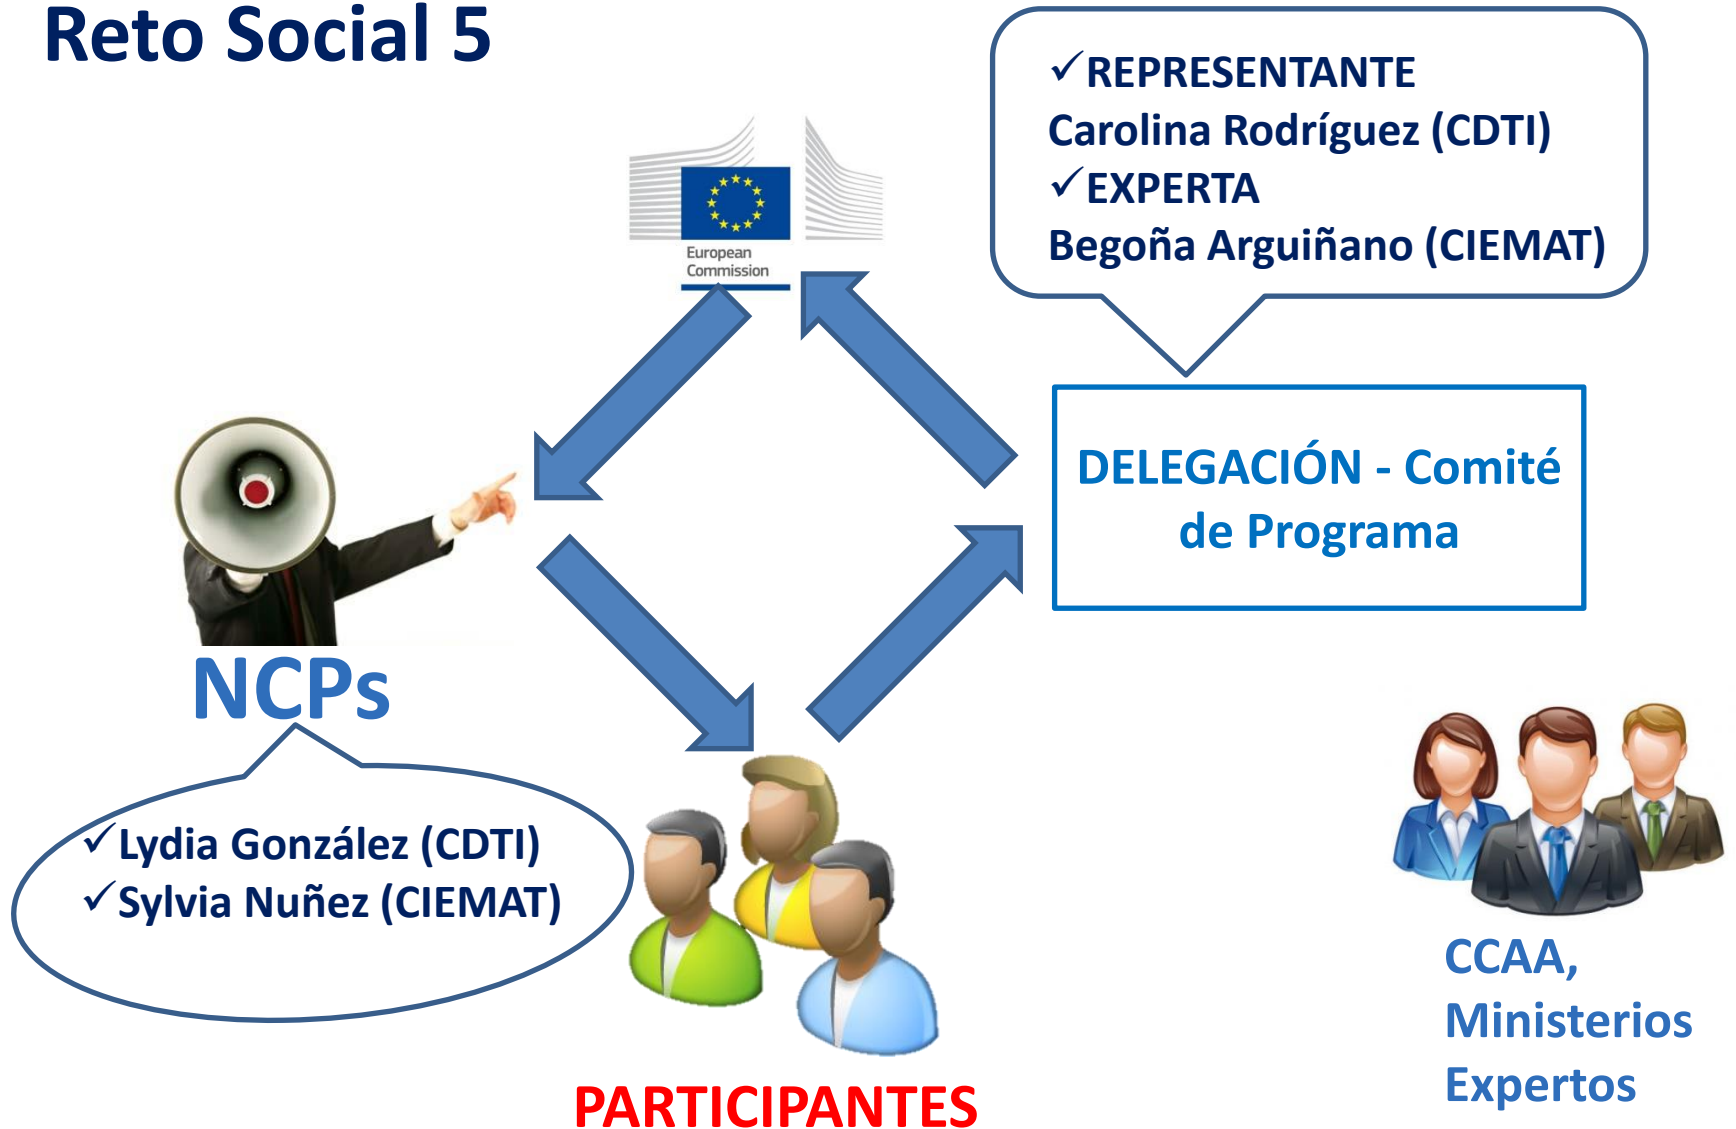 Reto Social 5
✓REPRESENTANTE
Carolina Rodríguez (CDTI)
✓EXPERTA
Begoña Arguiñano (CIEMAT)
European
Commission
DELEGACIÓN - Comité
de Programa
NCPs
✓Lydia González (CDTI)
✓Sylvia Nuñez (CIEMAT)
CCAA,
Ministerios
Expertos
PARTICIPANTES